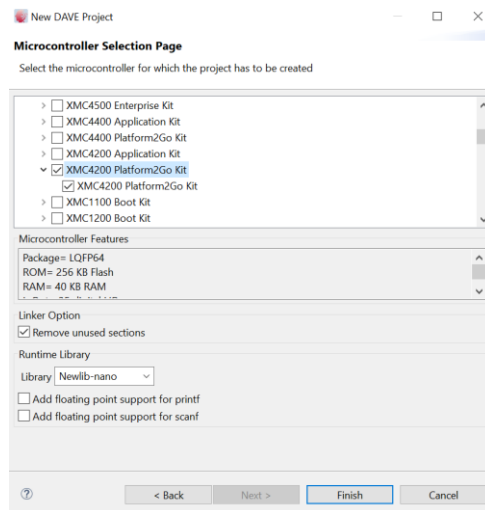 New DAVE Project
Microcontroller Selection Page
Select the microcontroller for which the project has to be created
XMC4500 Enterprise Kit
XMC4400 Application Kit
XMC4400 Platform2Go Kit
XMC4200 Application Kit
XMC4200 Platform2Go Kit
XMC4200 Platform2Go Kit
XMC1100 Boot Kit
XMC1200 Boot Kit
Microcontroller Features
Package= LQFP64
ROM= 256 KB Flash
RAM= 40 KB RAM
Linker Option
Remove unused sections
Runtime Library
Library Newlib-nano
Add floating point support for printf
Add floating point support for scanf
? < Back Next > Finish Cancel